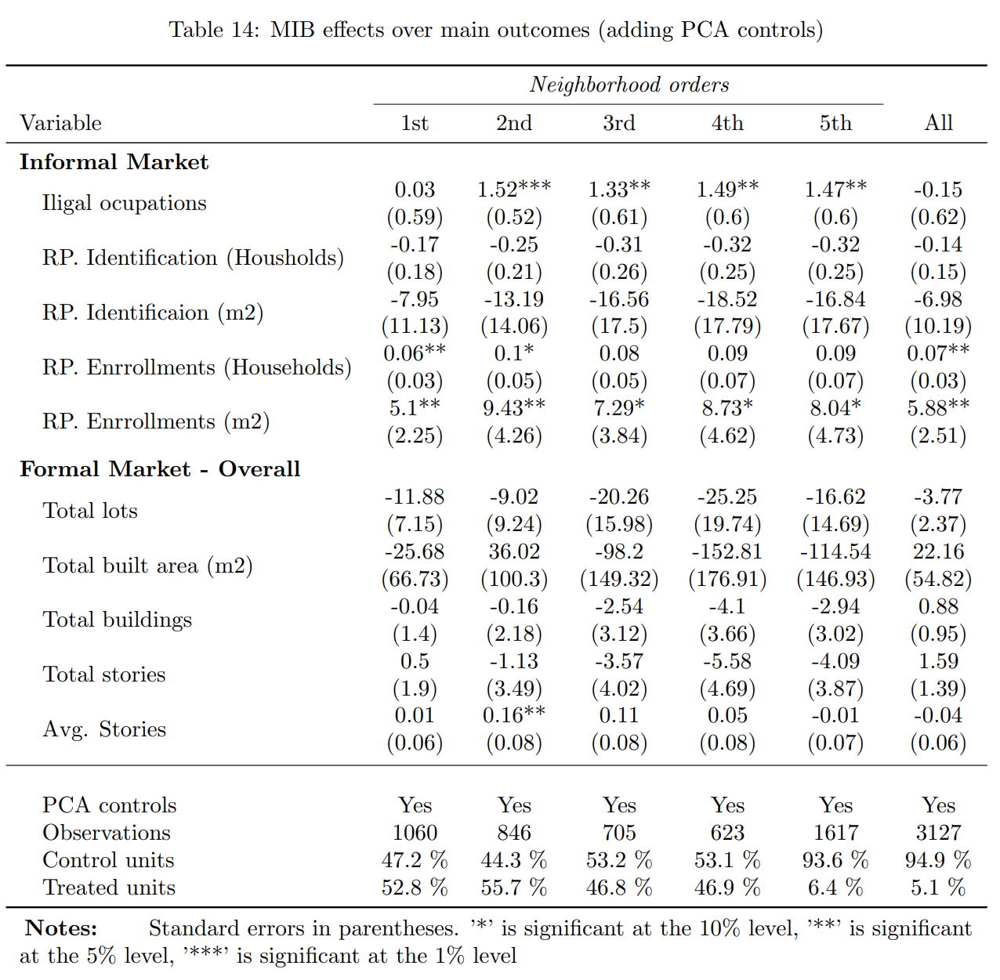 Table 14: MIB effects over main outcomes (adding PCA controls)
Neighborhood orders
Variable 1st 2nd 3rd 4th 5th All
Informal Market
Iligal ocupations 0.03 1.52*** 1.33** 1.49** 1.47** -0.15
(0.59) (0.52) (0.61) (0.6) (0.6) (0.62)
RP. Identification (Housholds) -0.17 -0.25 -0.31 -0.32 -0.32 -0.14
(0.18) (0.21) (0.26) (0.25) (0.25) (0.15)
RP. Identificaion (m2) -7.95 -13.19 -16.56 -18.52 -16.84 -6.98
(11.13) (14.06) (17.5) (17.79) (17.67) (10.19)
RP. Enrrollments (Households) 0.06** 0.1* 0.08 0.09 0.09 0.07**
(0.03) (0.05) (0.05) (0.07) (0.07) (0.03)
RP. Enrrollments (m2) 5.1** 9.43** 7.29* 8.73* 8.04* 5.88**
(2.25) (4.26) (3.84) (4.62) (4.73) (2.51)
Formal Market - Overall
Total lots -11.88 -9.02 -20.26 -25.25 -16.62 -3.77
(7.15) (9.24) (15.98) (19.74) (14.69) (2.37)
Total built area (m2) -25.68 36.02 -98.2 -152.81 -114.54 22.16
(66.73) (100.3) (149.32) (176.91) (146.93) (54.82)
Total buildings -0.04 -0.16 -2.54 -4.1 -2.94 0.88
(1.4) (2.18) (3.12) (3.66) (3.02) (0.95)
Total stories 0.5 -1.13 -3.57 -5.58 -4.09 1.59
(1.9) (3.49) (4.02) (4.69) (3.87) (1.39)
Avg. Stories 0.01 0.16** 0.11 0.05 -0.01 -0.04
(0.06) (0.08) (0.08) (0.08) (0.07) (0.06)
PCA controls Yes Yes Yes Yes Yes Yes
Observations 1060 846 705 623 1617 3127
Control units 47.2 % 44.3 % 53.2 % 53.1 % 93.6 % 94.9 %
Treated units 52.8 % 55.7 % 46.8 % 46.9 % 6.4 % 5.1 %
Notes: Standard errors in parentheses. '*' is significant at the 10% level, '**' is significant
at the 5% level, '***' is significant at the 1% level